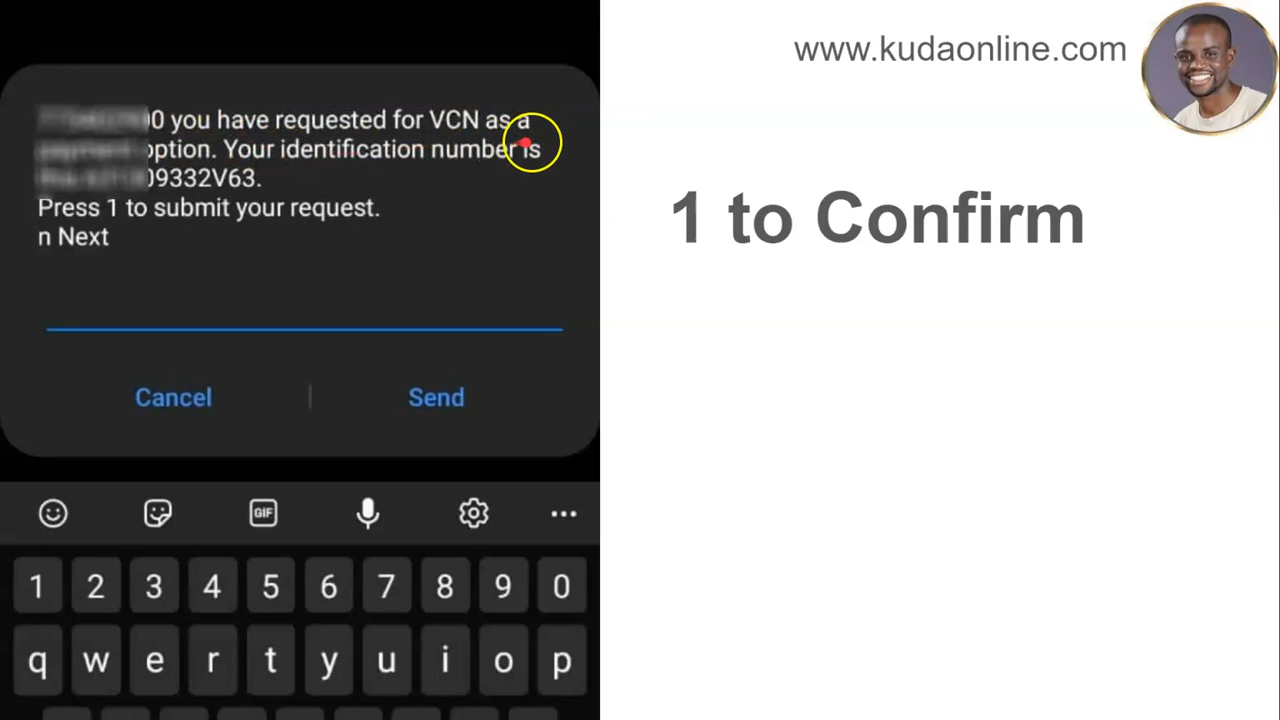 0 you have requested for VCN as a
option. Your identification number is
09332V63.
Press 1 to submit your request.
n Next
Cancel
Send
GIF
1 2 3 4 5 6 7 8 9 0
q w e r t y u i o p
www.kudaonline.com
1 to Confirm